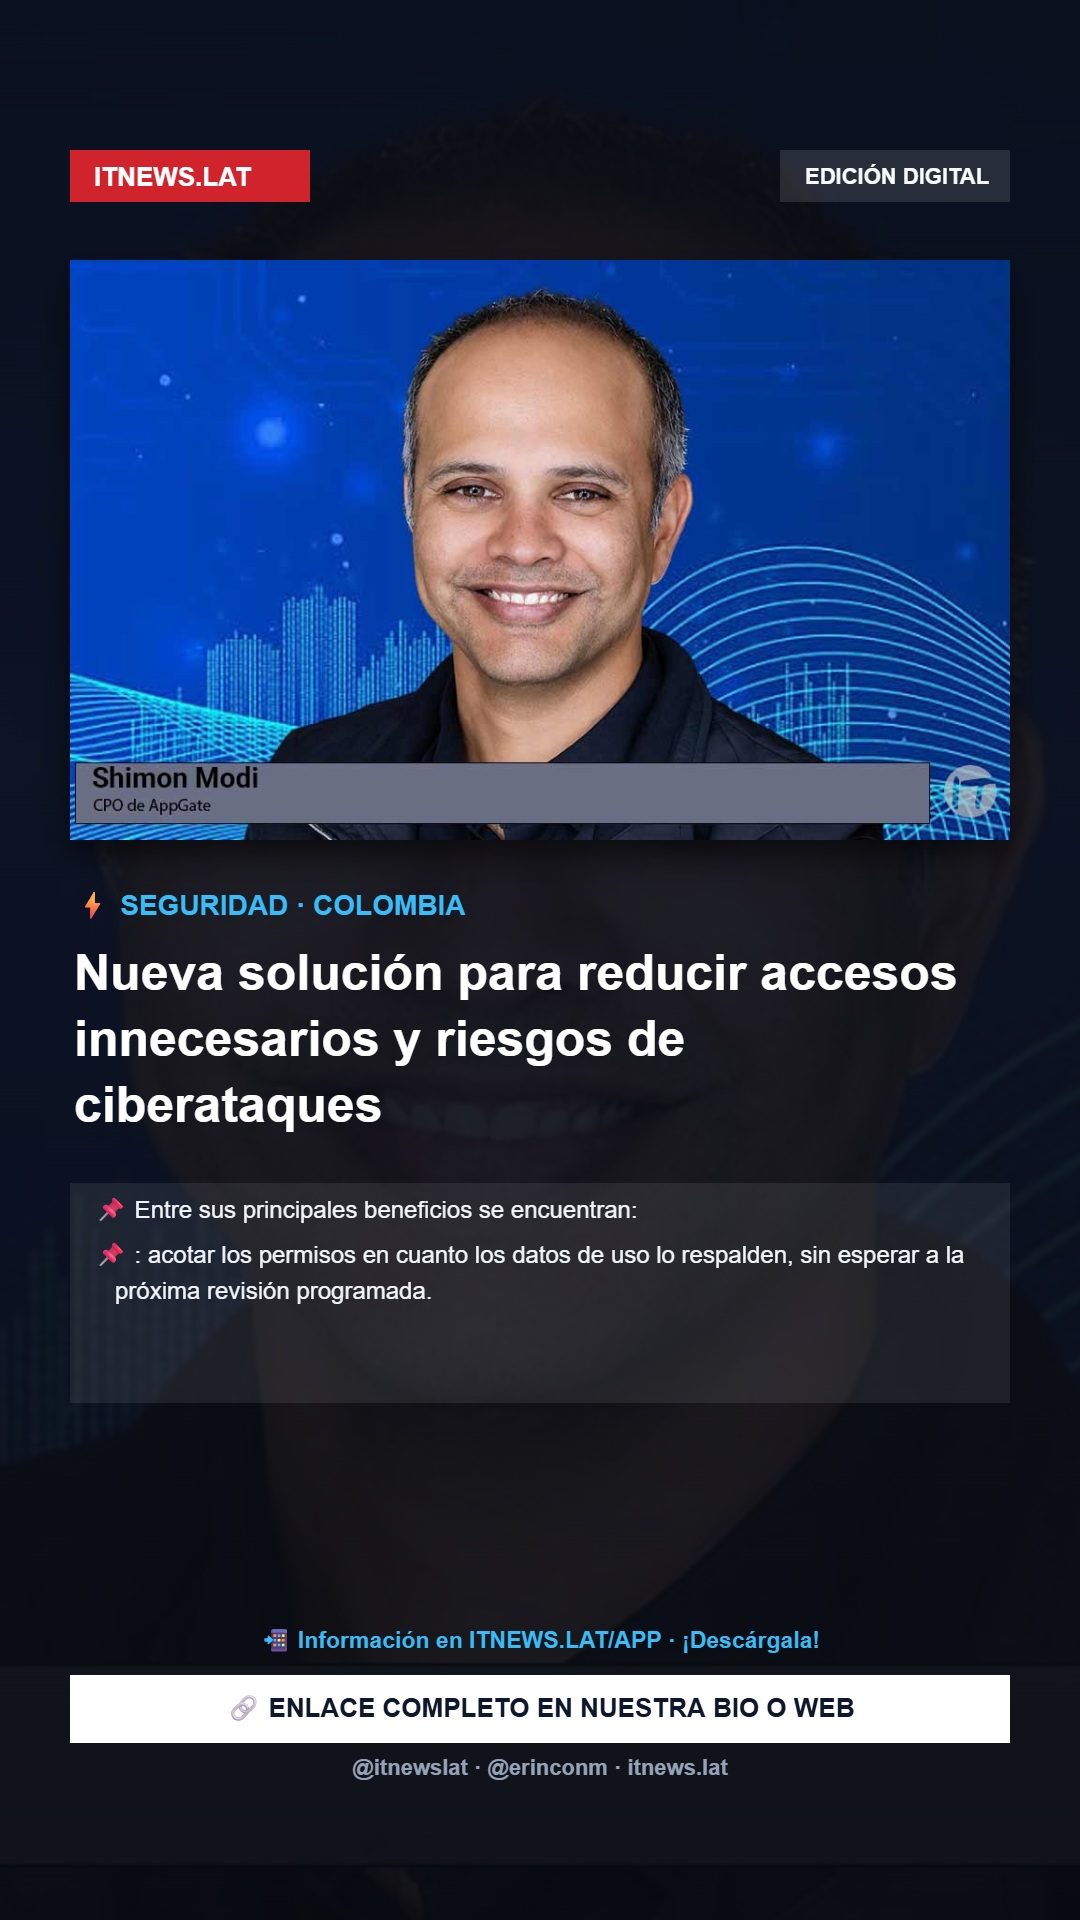 ITNEWS.LAT
EDICIÓN DIGITAL
Shimon Modi
CPO de AppGate
SEGURIDAD · COLOMBIA
Nueva solución para reducir accesos
innecesarios y riesgos de
ciberataques
Entre sus principales beneficios se encuentran:
: acotar los permisos en cuanto los datos de uso lo respalden, sin esperar a la
próxima revisión programada.
Información en ITNEWS.LAT/APP · ¡Descárgala!
ENLACE COMPLETO EN NUESTRA BIO O WEB
@itnewslat · @erinconm · itnews.lat